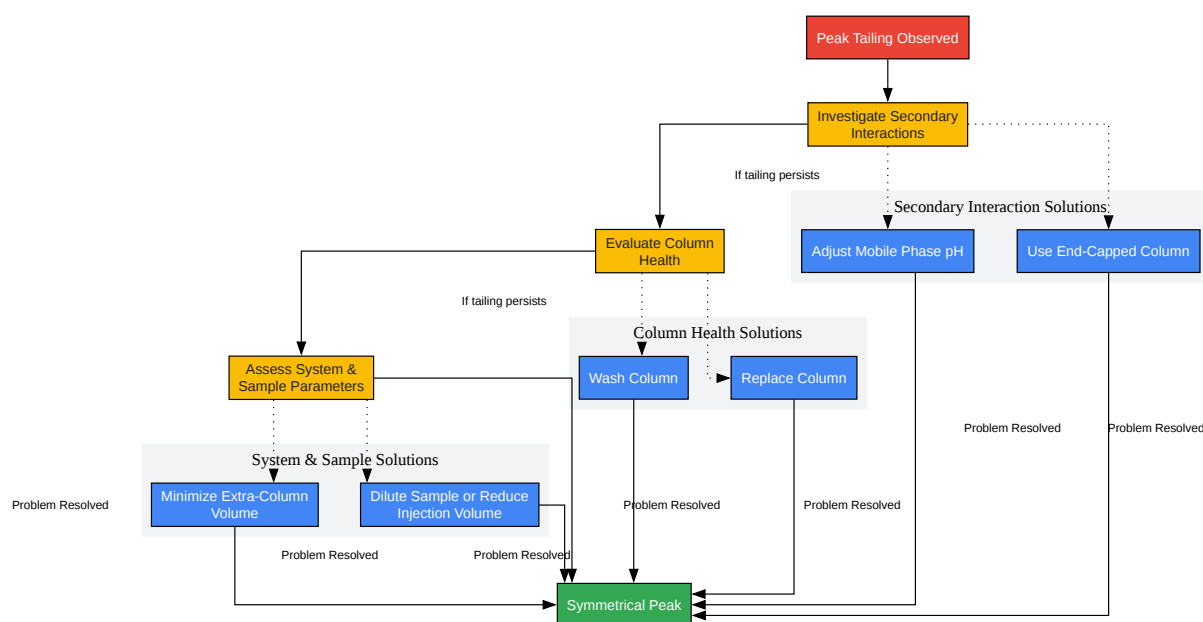 Peak Tailing Observed
Investigate Secondary
Interactions
If tailing persists
Secondary Interaction Solutions
Adjust Mobile Phase pH
Use End-Capped Column
Evaluate Column
Health
If tailing persists
Column Health Solutions
Wash Column
Replace Column
Assess System &
Sample Parameters
Problem Resolved
Problem Resolved
System & Sample Solutions
Minimize Extra-Column
Volume
Dilute Sample or Reduce
Injection Volume
Problem Resolved
Problem Resolved
Problem Resolved
Problem Resolved
Problem Resolved
Symmetrical Peak